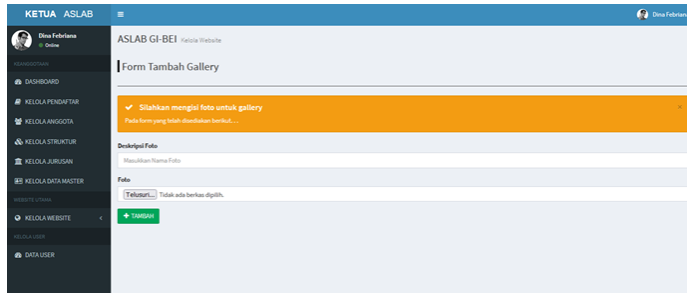 KETUA ASLAB
Dina Febriana
Dina Febriana
Online
ASLAB GI-BEI Kelola Website
KEANGGOTAAN
Form Tambah Gallery
DASHBOARD
KELOLA PENDAFTAR
KELOLA ANGGOTA
KELOLA STRUKTUR
KELOLA JURUSAN
KELOLA DATA MASTER
WEBSITE UTAMA
KELOLA WEBSITE
KELOLA USER
DATA USER
Silahkan mengisi foto untuk gallery
Pada form yang telah disediakan berikut....
Deskripsi Foto
Masukkan Nama Foto
Foto
Telusuri... Tidak ada berkas dipilih.
+ TAMBAH